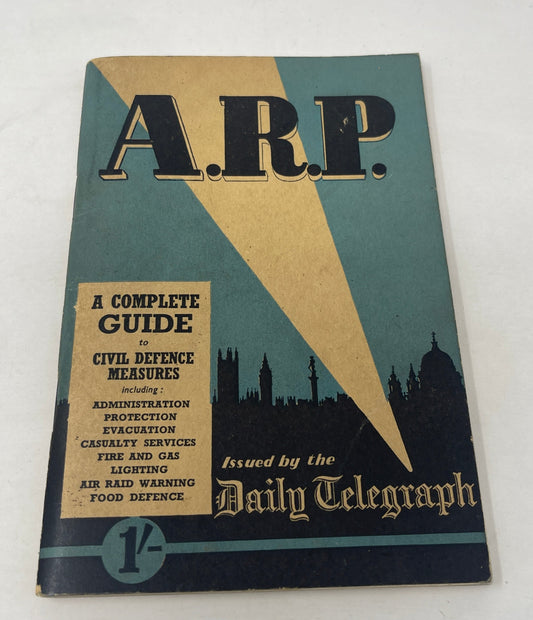 A.R.P.
A COMPLETE
GUIDE
to
CIVIL DEFENCE
MEASURES
including :
ADMINISTRATION
PROTECTION
EVACUATION
CASUALTY SERVICES
FIRE AND GAS
LIGHTING
AIR RAID WARNING
FOOD DEFENCE
Issued by the
Daily Telegraph
1/-